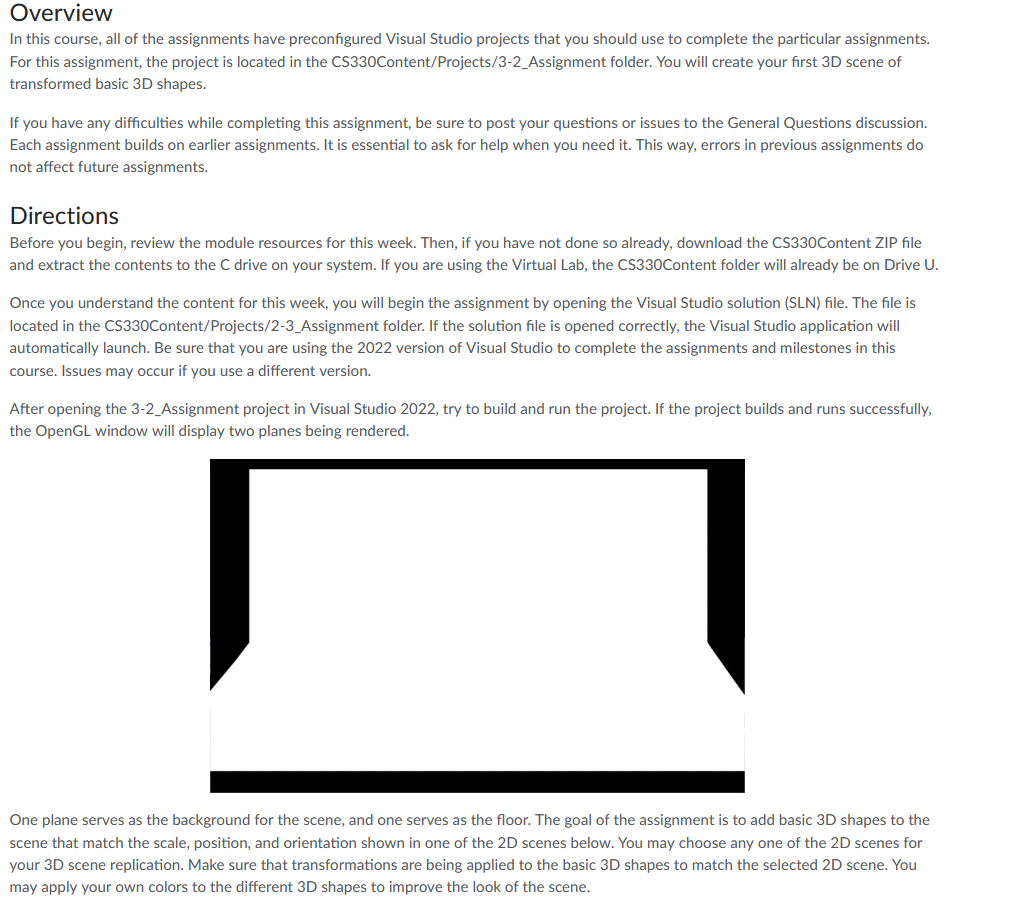 Overview
In this course, all of the assignments have preconfigured Visual Studio projects that you should use to complete the particular assignments.
For this assignment, the project is located in the CS330Content/Projects/3-2_Assignment folder. You will create your first 3D scene of
transformed basic 3D shapes.
If you have any difficulties while completing this assignment, be sure to post your questions or issues to the General Questions discussion.
Each assignment builds on earlier assignments. It is essential to ask for help when you need it. This way, errors in previous assignments do
not affect future assignments.
Directions
Before you begin, review the module resources for this week. Then, if you have not done so already, download the CS330Content ZIP file
and extract the contents to the C drive on your system. If you are using the Virtual Lab, the CS330Content folder will already be on Drive U.
Once you understand the content for this week, you will begin the assignment by opening the Visual Studio solution (SLN) file. The file is
located in the CS330Content/Projects/2-3_Assignment folder. If the solution file is opened correctly, the Visual Studio application will
automatically launch. Be sure that you are using the 2022 version of Visual Studio to complete the assignments and milestones in this
course. Issues may occur if you use a different version.
After opening the 3-2_Assignment project in Visual Studio 2022, try to build and run the project. If the project builds and runs successfully,
the OpenGL window will display two planes being rendered.
One plane serves as the background for the scene, and one serves as the floor. The goal of the assignment is to add basic 3D shapes to the
scene that match the scale, position, and orientation shown in one of the 2D scenes below. You may choose any one of the 2D scenes for
your 3D scene replication. Make sure that transformations are being applied to the basic 3D shapes to match the selected 2D scene. You
may apply your own colors to the different 3D shapes to improve the look of the scene.